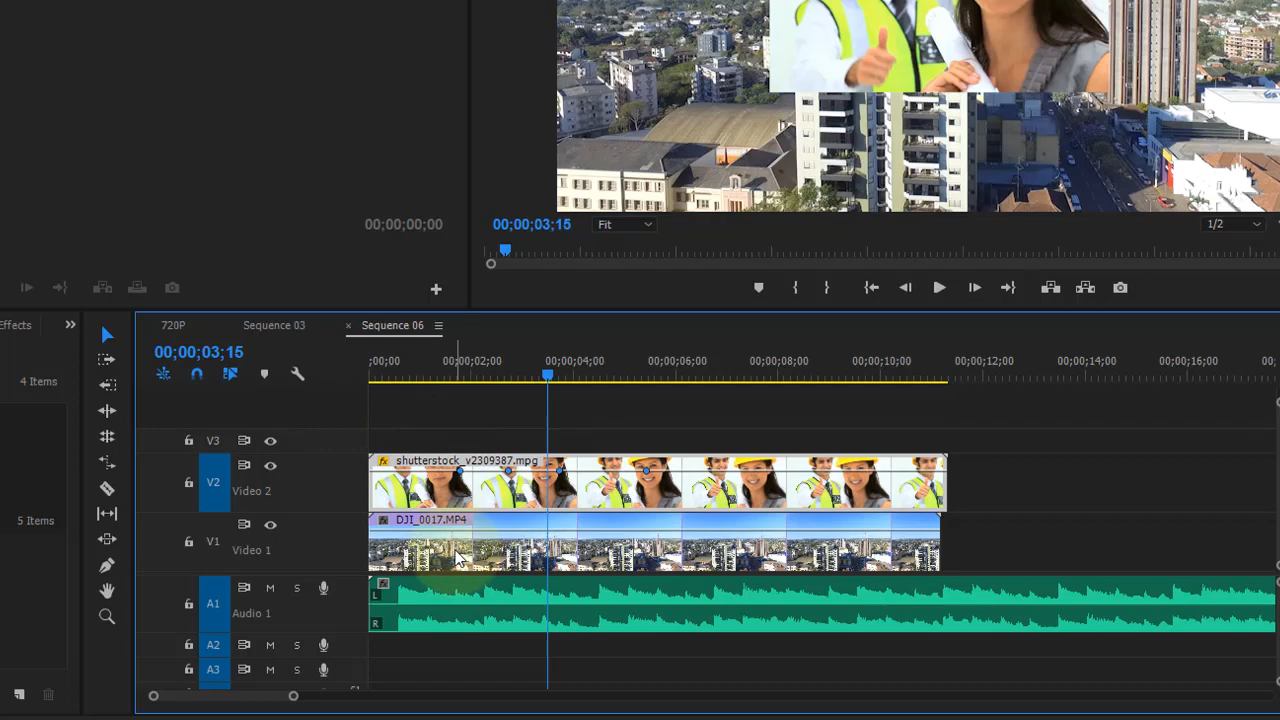 00;00;00;00
00;00;03;15
Fit
1/2
Effects
4 Items
5 Items
720P
Sequence 03
× Sequence 06
00;00;03;15
;00;00
00;00;02;00
00;00;04;00
00;00;06;00
00;00;08;00
00;00;10;00
00;00;12;00
00;00;14;00
00;00;16;00
V3
fx shutterstock_v2309387.mpg
V2
Video 2
fx DJI_0017.MP4
V1
Video 1
fx
L
A1
M
S
Audio 1
R
A2
M
S
A3
M
S